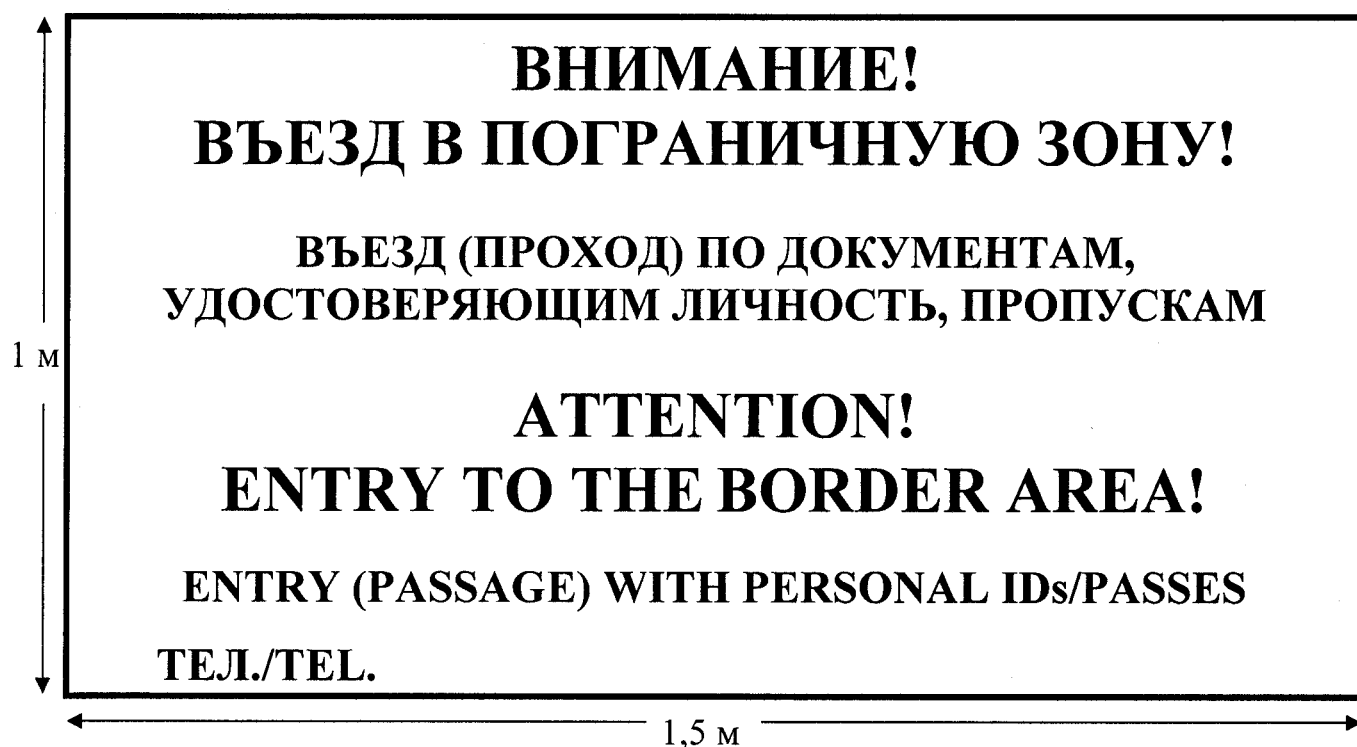 ВНИМАНИЕ!
ВЪЕЗД В ПОГРАНИЧНУЮ ЗОНУ!
ВЪЕЗД (ПРОХОД) ПО ДОКУМЕНТАМ,
УДОСТОВЕРЯЮЩИМ ЛИЧНОСТЬ, ПРОПУСКАМ
1 м
ATTENTION!
ENTRY TO THE BORDER AREA!
ENTRY (PASSAGE) WITH PERSONAL IDs/PASSES
ТЕЛ./TEL.
1,5 м